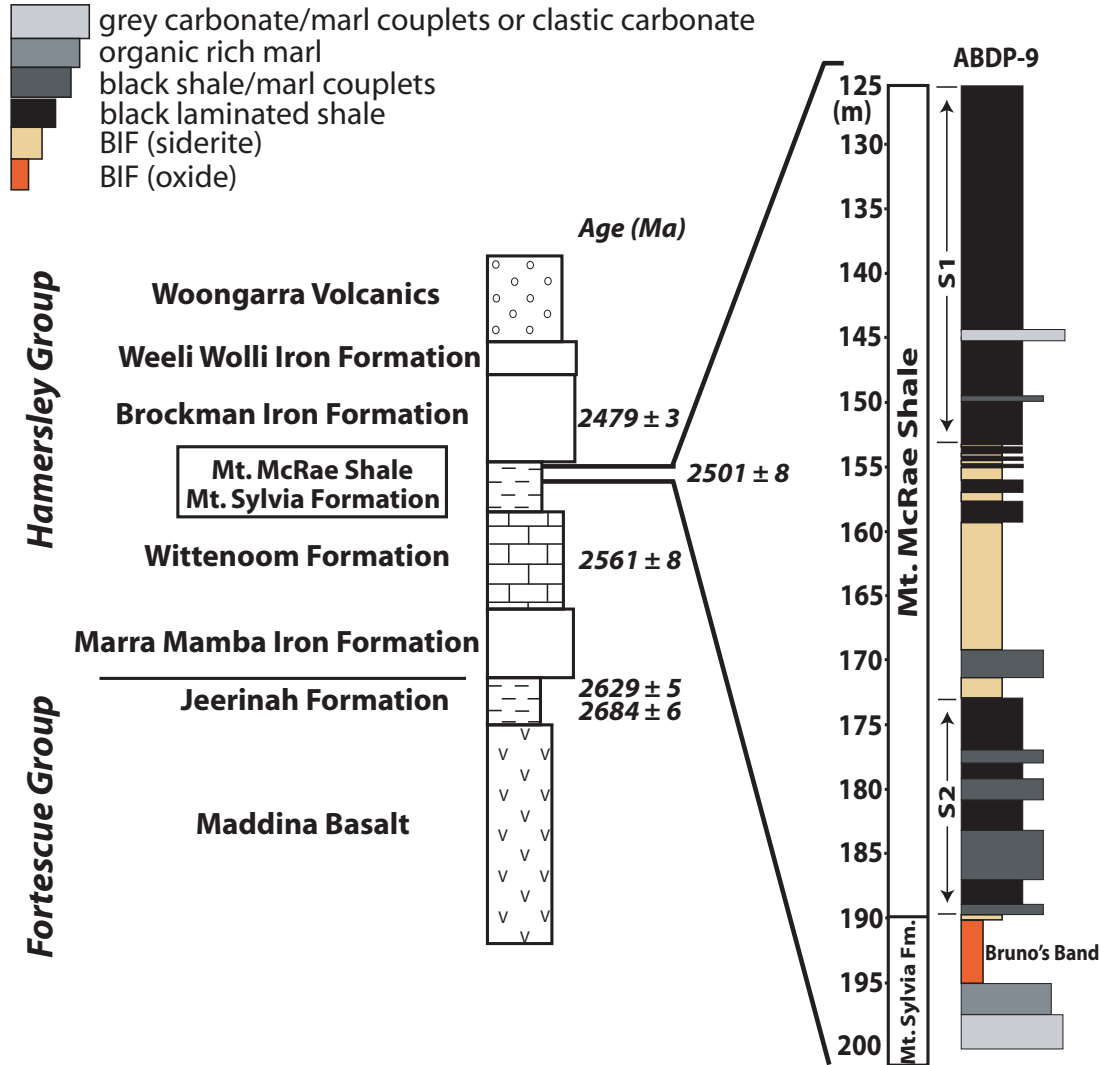 grey carbonate/marl couplets or clastic carbonate
organic rich marl
black shale/marl couplets
black laminated shale
BIF (siderite)
BIF (oxide)
Age (Ma)
Hamersley Group
Woongarra Volcanics
Weeli Wolli Iron Formation
Brockman Iron Formation
2479 ± 3
Mt. McRae Shale
Mt. Sylvia Formation
2501 ± 8
Wittenoom Formation
2561 ± 8
Marra Mamba Iron Formation
Fortescue Group
Jeerinah Formation
2629 ± 5
2684 ± 6
Maddina Basalt
ABDP-9
125
(m)
130
135
140
145
150
155
160
165
170
175
180
185
190
195
200
Mt. McRae Shale
Mt. Sylvia Fm.
S1
S2
Bruno's Band